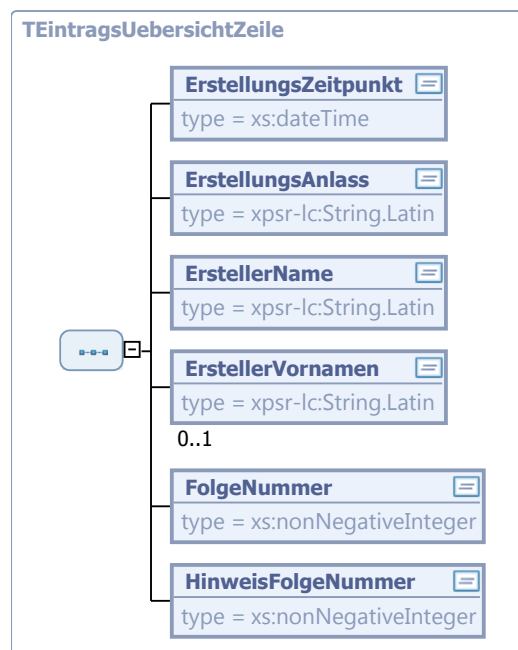 TEintragsUebersichtZeile
ErstellungsZeitpunkt
type = xs:dateTime
ErstellungsAnlass
type = xpsr-lc:String.Latin
ErstellerName
type = xpsr-lc:String.Latin
ErstellerVornamen
type = xpsr-lc:String.Latin
0..1
FolgeNummer
type = xs:nonNegativeInteger
HinweisFolgeNummer
type = xs:nonNegativeInteger